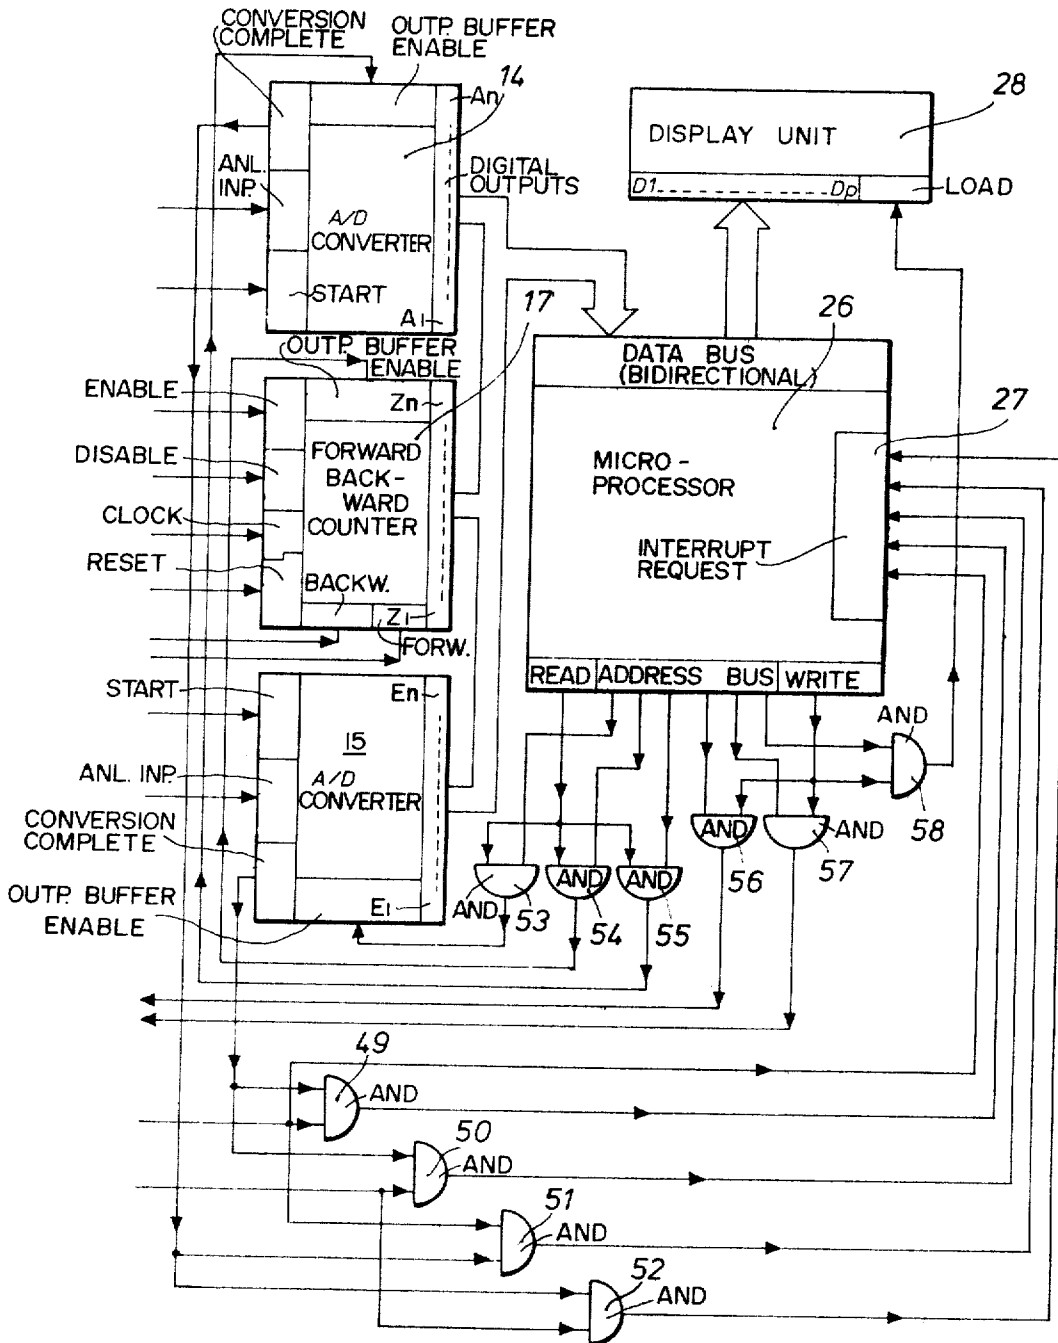 CONVERSION
COMPLETE
OUTP. BUFFER
ENABLE
14
An
28
DISPLAY UNIT
D1 Dp
LOAD
ANL.
INP.
DIGITAL
OUTPUTS
A/D
CONVERTER
START
A1
17
26
OUTP. BUFFER
ENABLE
DATA BUS
(BIDIRECTIONAL)
ENABLE
Zn
27
FORWARD
BACK-
WARD
COUNTER
DISABLE
MICRO-
PROCESSOR
CLOCK
RESET
INTERRUPT
REQUEST
BACKW.
Z1
FORW.
READ ADDRESS BUS WRITE
START
En
AND
15
A/D
CONVERTER
ANL. INP.
58
CONVERSION
COMPLETE
AND
AND
56
57
OUTP. BUFFER
ENABLE
E1
AND
AND
AND
53
54
55
49
AND
50
AND
51
AND
52
AND